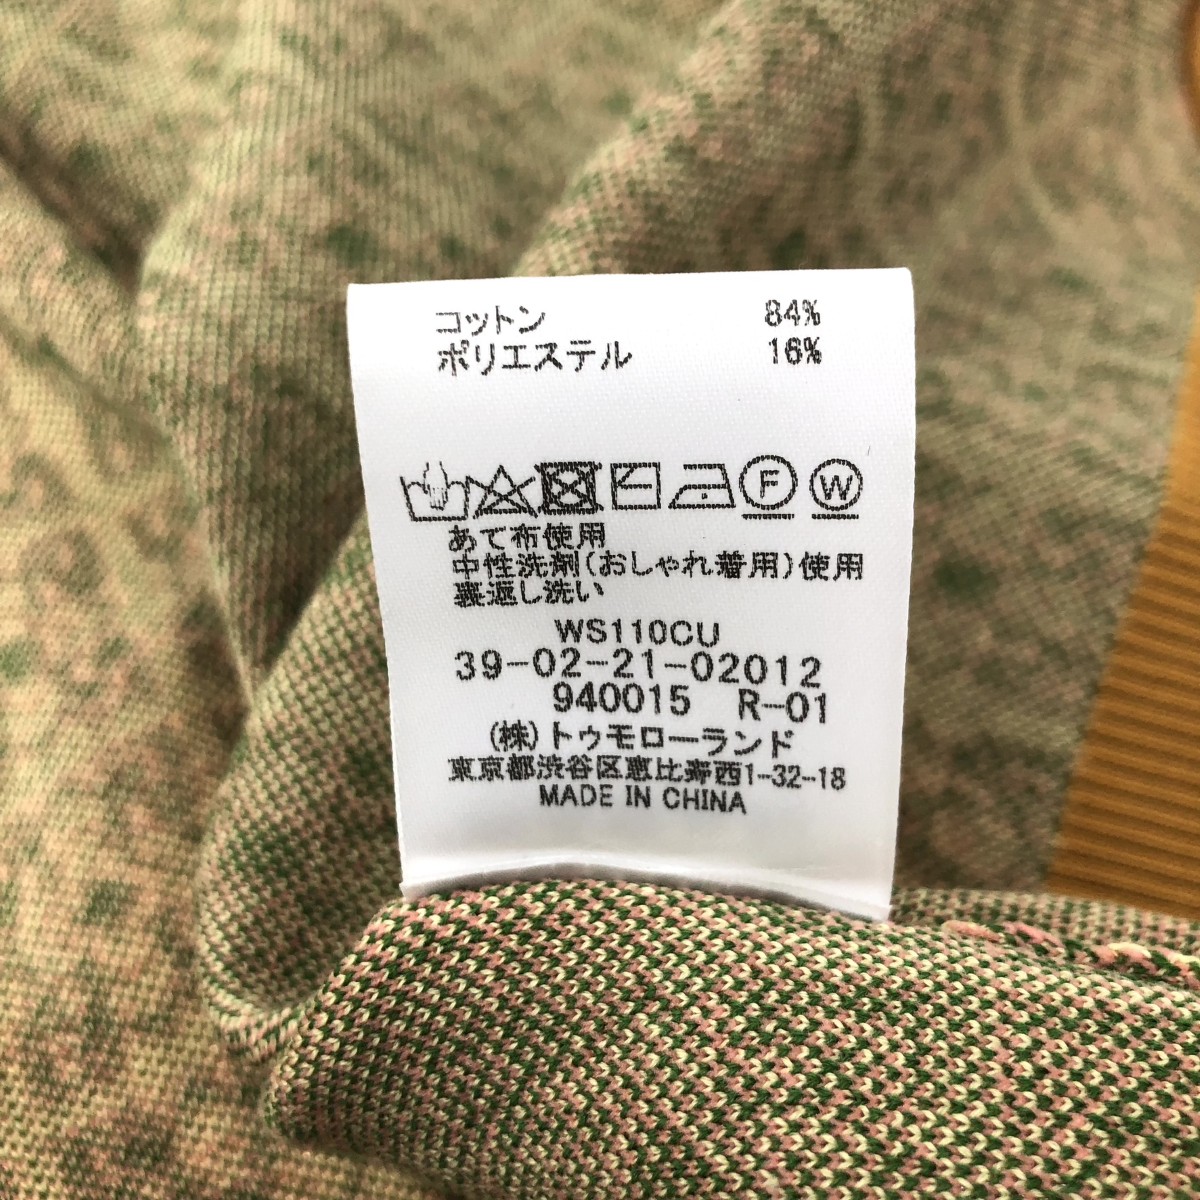 コットン 84%
ポリエステル 16%
F W
あて布使用
中性洗剤(おしゃれ着用)使用
裏返し洗い
WS110CU
39-02-21-02012
940015 R-01
(株)トゥモローランド
東京都渋谷区恵比寿西1-32-18
MADE IN CHINA